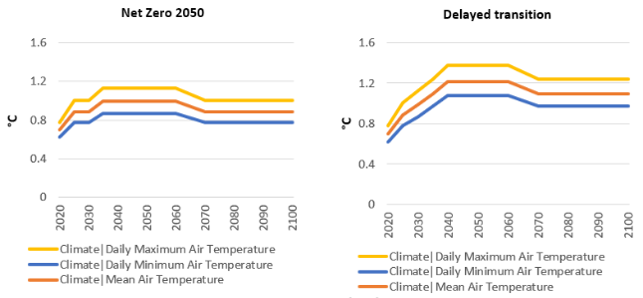 Net Zero 2050
1.6
1.2
0.8
0.4
0
°C
2020
2030
2040
2050
2060
2070
2080
2090
2100
Climate| Daily Maximum Air Temperature
Climate| Daily Minimum Air Temperature
Climate| Mean Air Temperature
Delayed transition
1.6
1.2
0.8
0.4
0
°C
2020
2030
2040
2050
2060
2070
2080
2090
2100
Climate| Daily Maximum Air Temperature
Climate| Daily Minimum Air Temperature
Climate| Mean Air Temperature